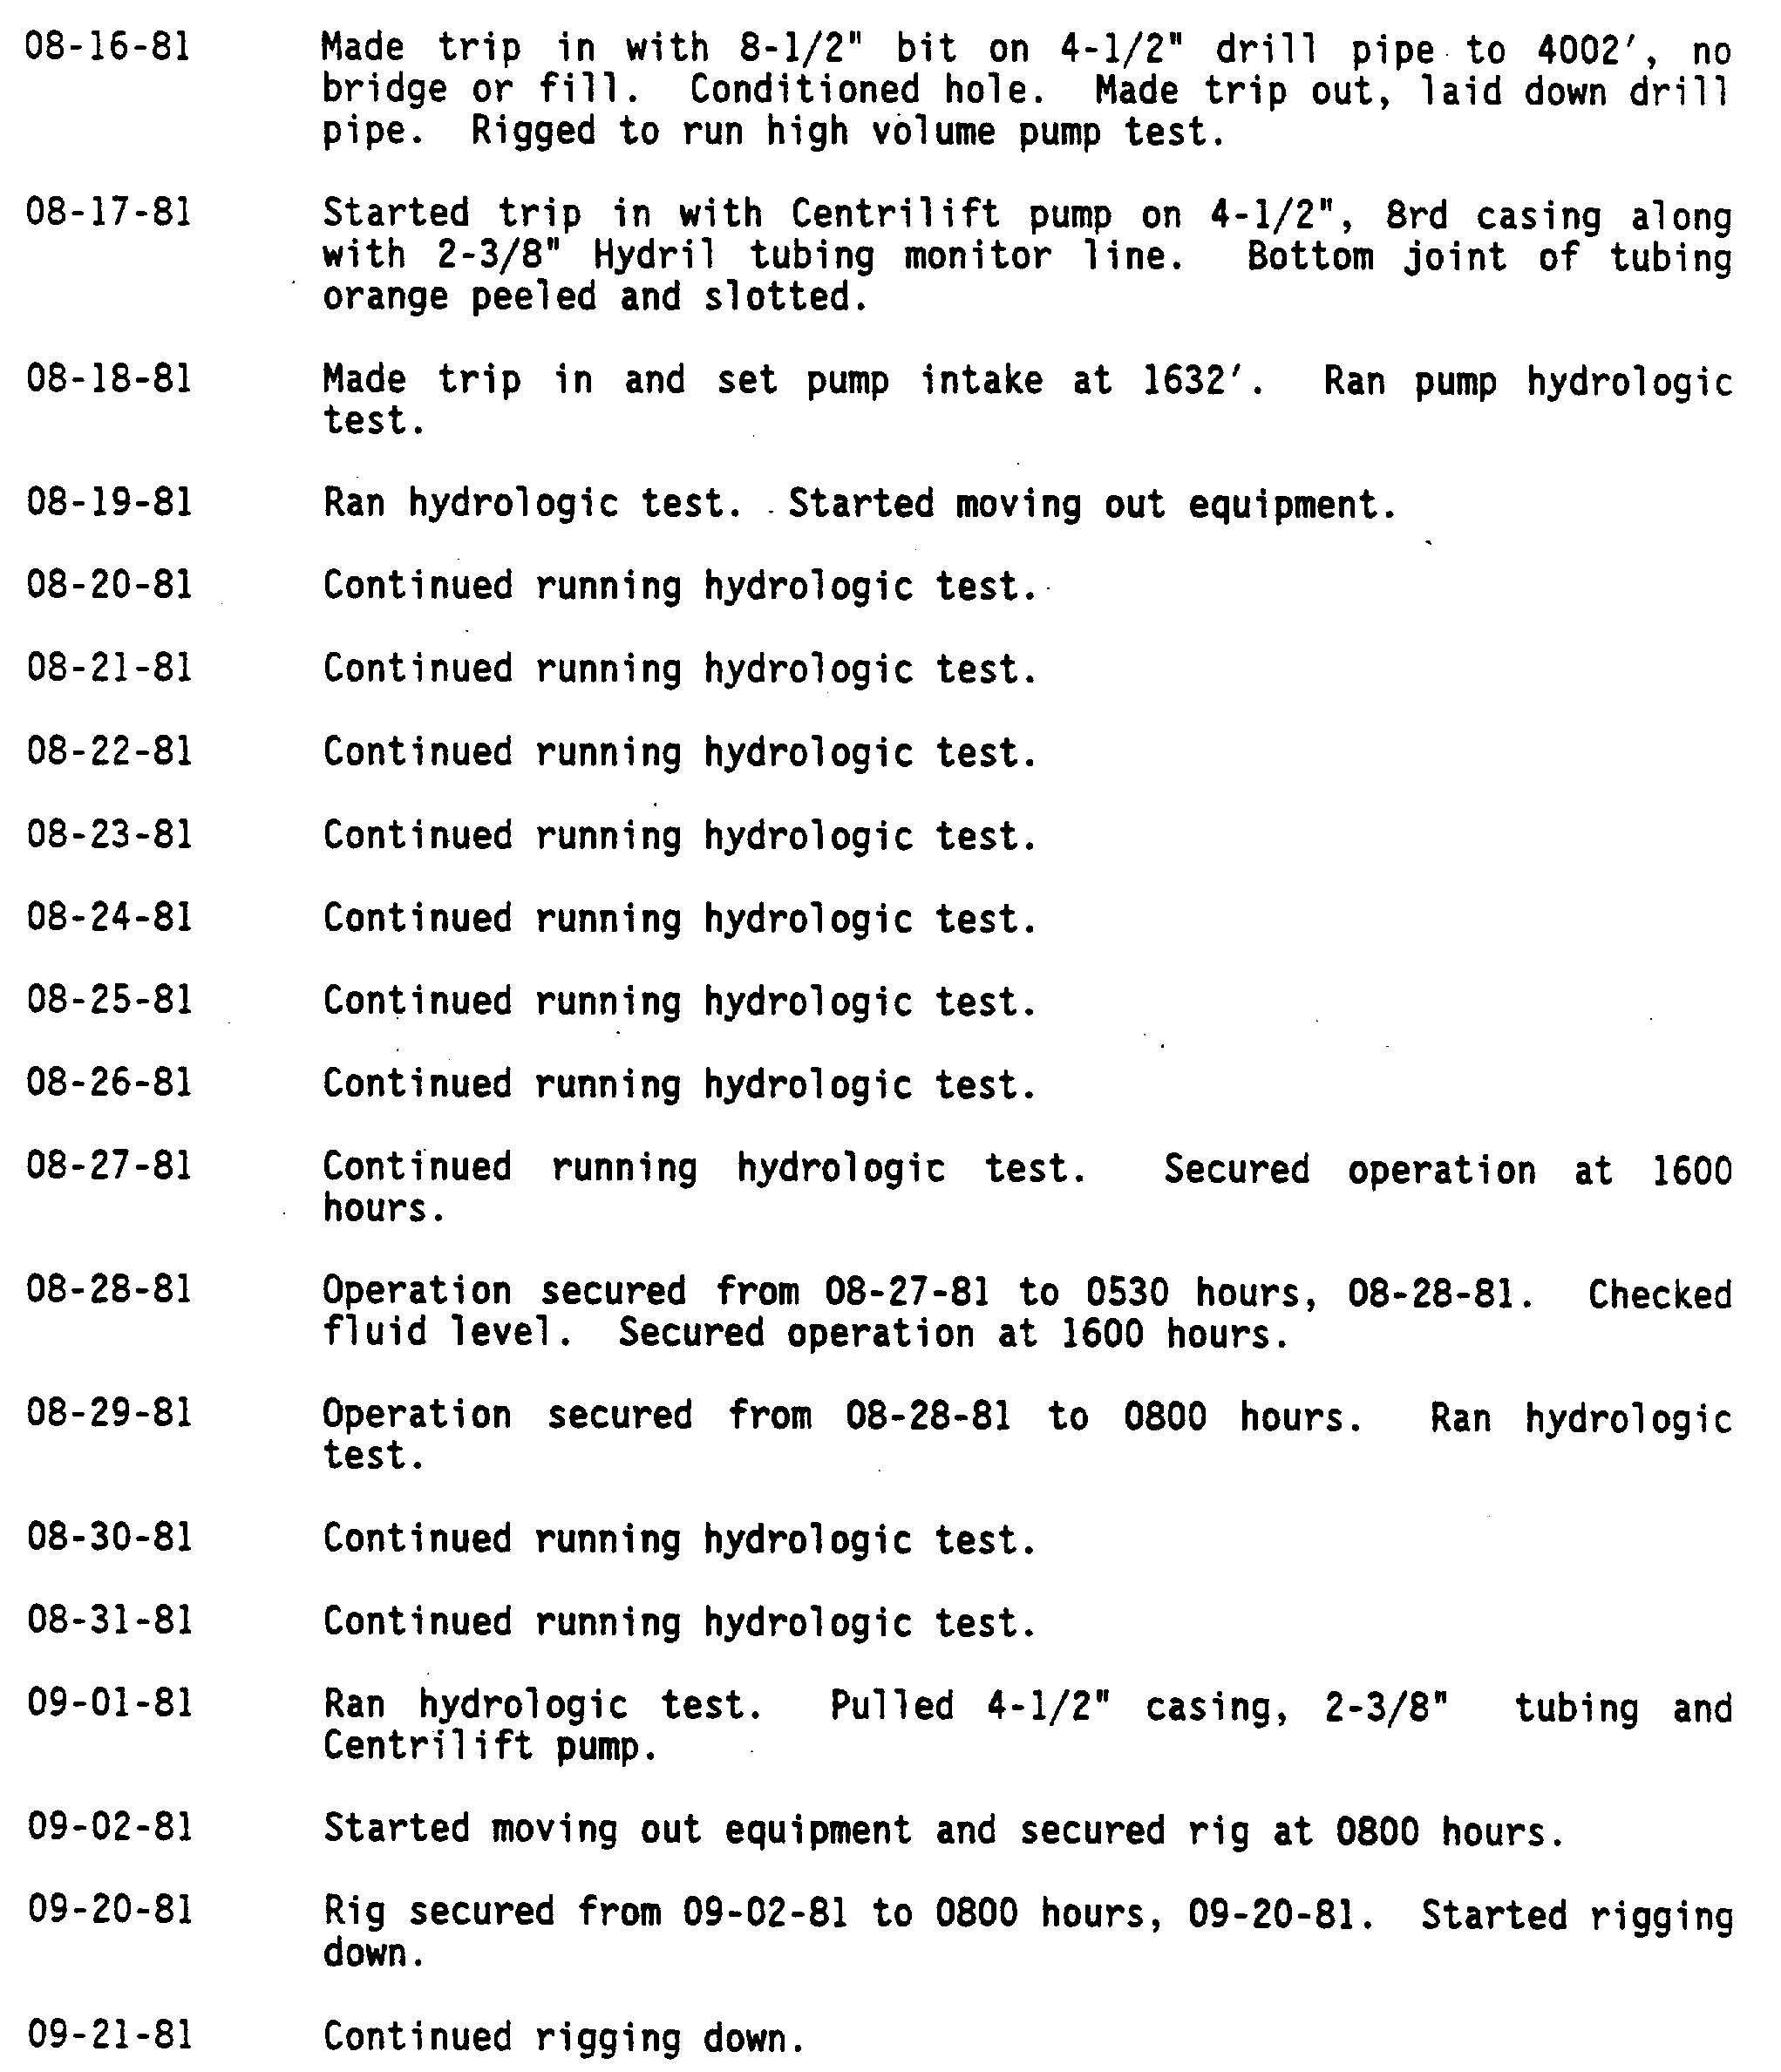 08-16-81 Made trip in with 8-1/2" bit on 4-1/2" drill pipe to 4002', no
bridge or fill. Conditioned hole. Made trip out, laid down drill
pipe. Rigged to run high volume pump test.
08-17-81 Started trip in with Centrilift pump on 4-1/2", 8rd casing along
with 2-3/8" Hydril tubing monitor line. Bottom joint of tubing
orange peeled and slotted.
08-18-81 Made trip in and set pump intake at 1632'. Ran pump hydrologic
test.
08-19-81 Ran hydrologic test. Started moving out equipment.
08-20-81 Continued running hydrologic test.
08-21-81 Continued running hydrologic test.
08-22-81 Continued running hydrologic test.
08-23-81 Continued running hydrologic test.
08-24-81 Continued running hydrologic test.
08-25-81 Continued running hydrologic test.
08-26-81 Continued running hydrologic test.
08-27-81 Continued running hydrologic test. Secured operation at 1600
hours.
08-28-81 Operation secured from 08-27-81 to 0530 hours, 08-28-81. Checked
fluid level. Secured operation at 1600 hours.
08-29-81 Operation secured from 08-28-81 to 0800 hours. Ran hydrologic
test.
08-30-81 Continued running hydrologic test.
08-31-81 Continued running hydrologic test.
09-01-81 Ran hydrologic test. Pulled 4-1/2" casing, 2-3/8" tubing and
Centrilift pump.
09-02-81 Started moving out equipment and secured rig at 0800 hours.
09-20-81 Rig secured from 09-02-81 to 0800 hours, 09-20-81. Started rigging
down.
09-21-81 Continued rigging down.